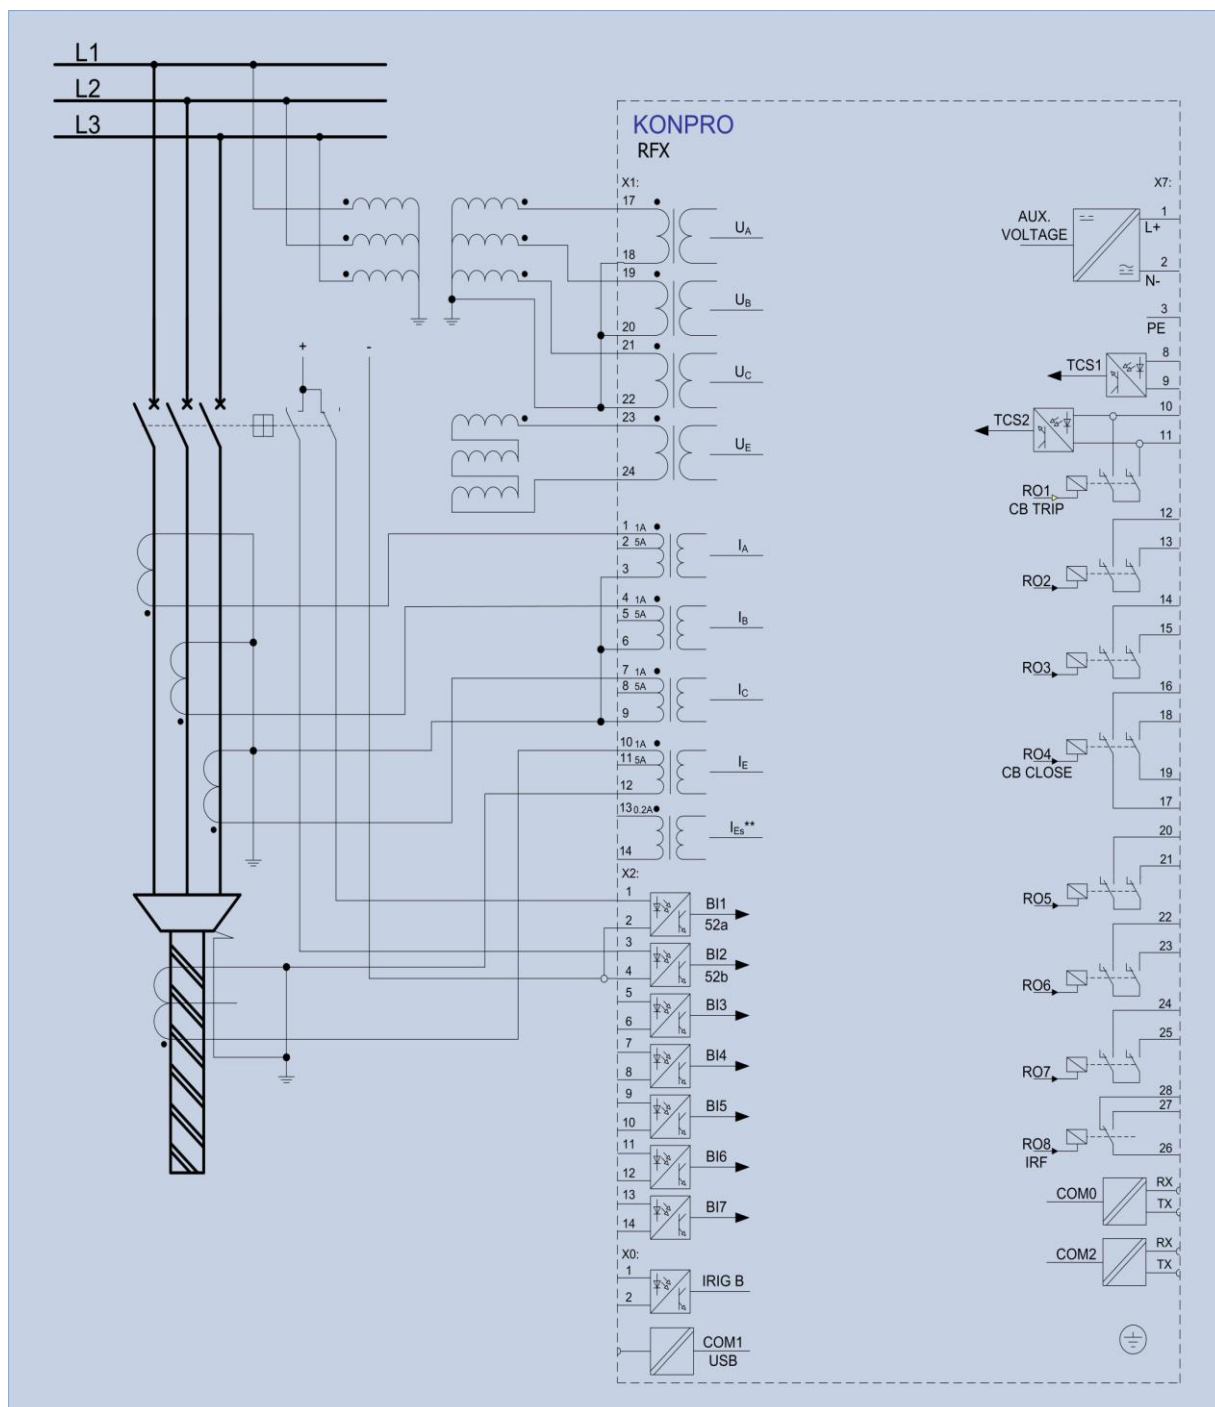 L1
L2
L3
KONPRO
RFX
X1:
17
18
19
20
21
22
23
24
UA
UB
UC
UE
+
-
1 1A
2 5A
3
IA
4 1A
5 5A
6
IB
7 1A
8 5A
9
IC
10 1A
11 5A
12
IE
13 0.2A
14
IEs**
X2:
1
2
BI1
52a
3
4
BI2
52b
5
6
BI3
7
8
BI4
9
10
BI5
11
12
BI6
13
14
BI7
X0:
1
2
IRIG B
COM1
USB
X7:
AUX.
VOLTAGE
1
L+
2
N-
3
PE
TCS1
8
9
TCS2
10
11
RO1
CB TRIP
12
13
RO2
14
15
RO3
16
18
RO4
CB CLOSE
19
17
20
21
RO5
22
23
RO6
24
25
RO7
28
27
RO8
IRF
26
COM0
RX
TX
COM2
RX
TX